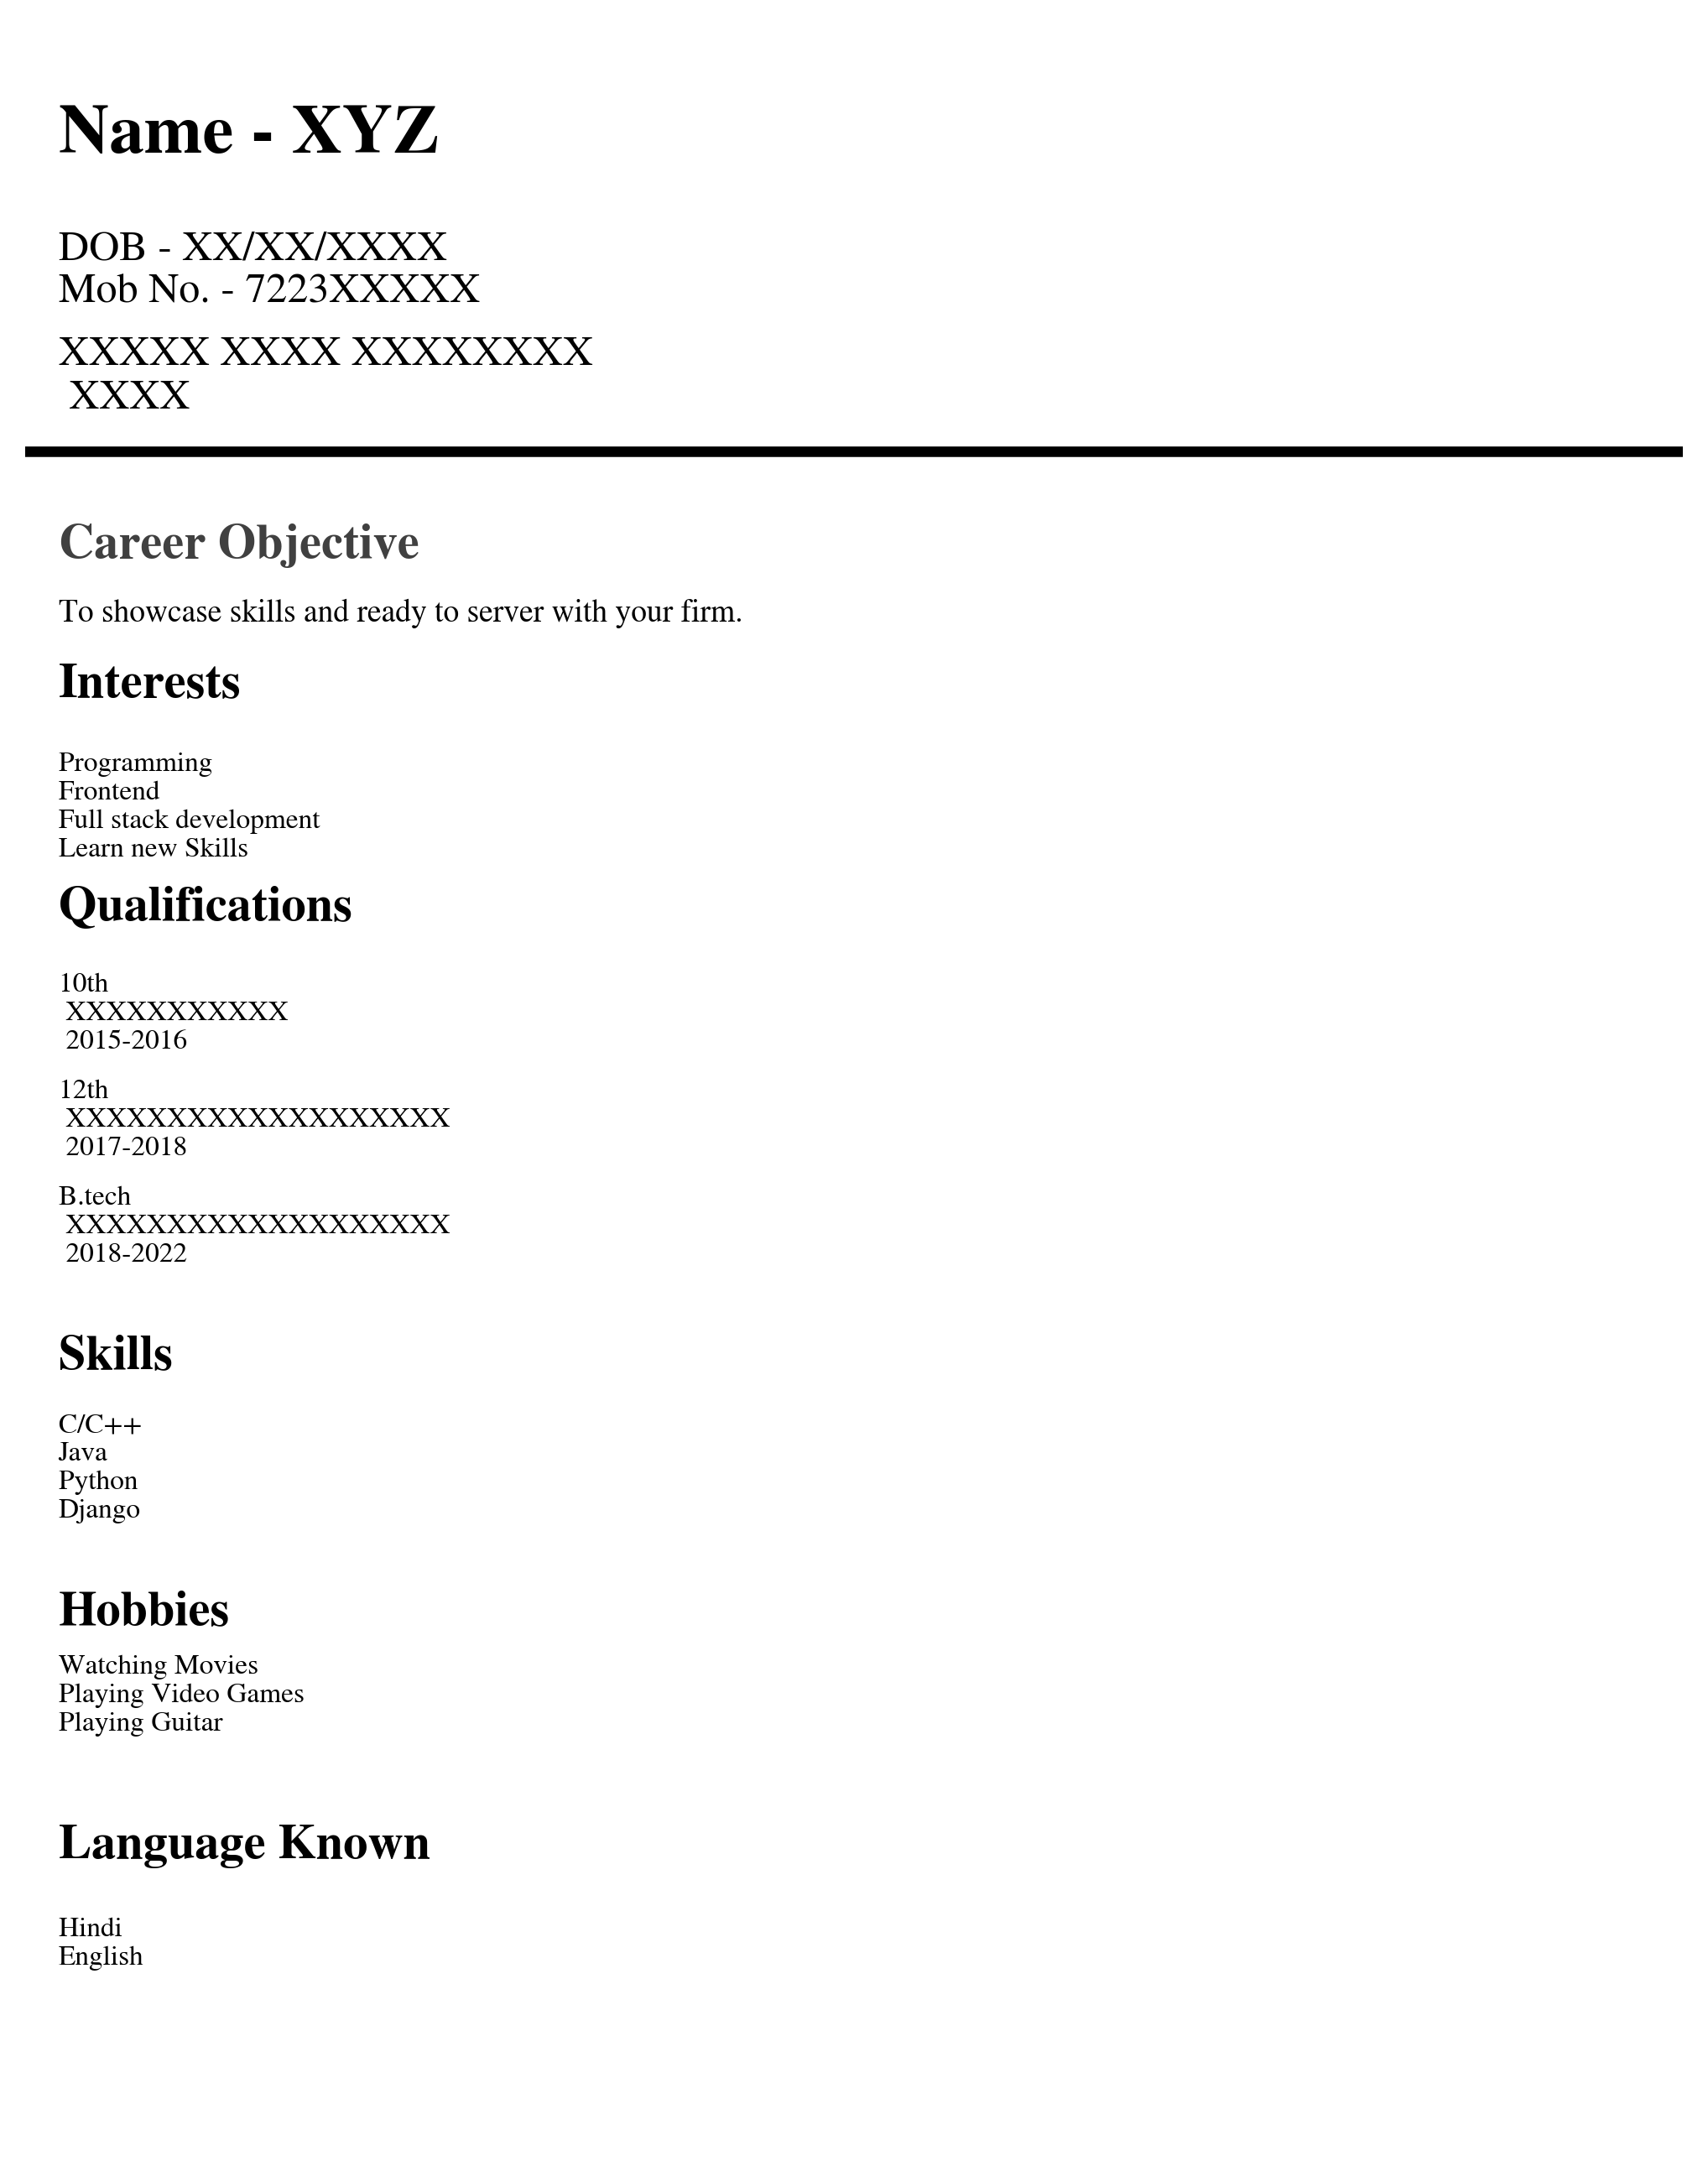 Name - XYZ
DOB - XX/XX/XXXX
Mob No. - 7223XXXXX
XXXXX XXXX XXXXXXXX
XXXX
Career Objective
To showcase skills and ready to server with your firm.
Interests
Programming
Frontend
Full stack development
Learn new Skills
Qualifications
10th
XXXXXXXXXXX
2015-2016
12th
XXXXXXXXXXXXXXXXXXX
2017-2018
B.tech
XXXXXXXXXXXXXXXXXXX
2018-2022
Skills
C/C++
Java
Python
Django
Hobbies
Watching Movies
Playing Video Games
Playing Guitar
Language Known
Hindi
English